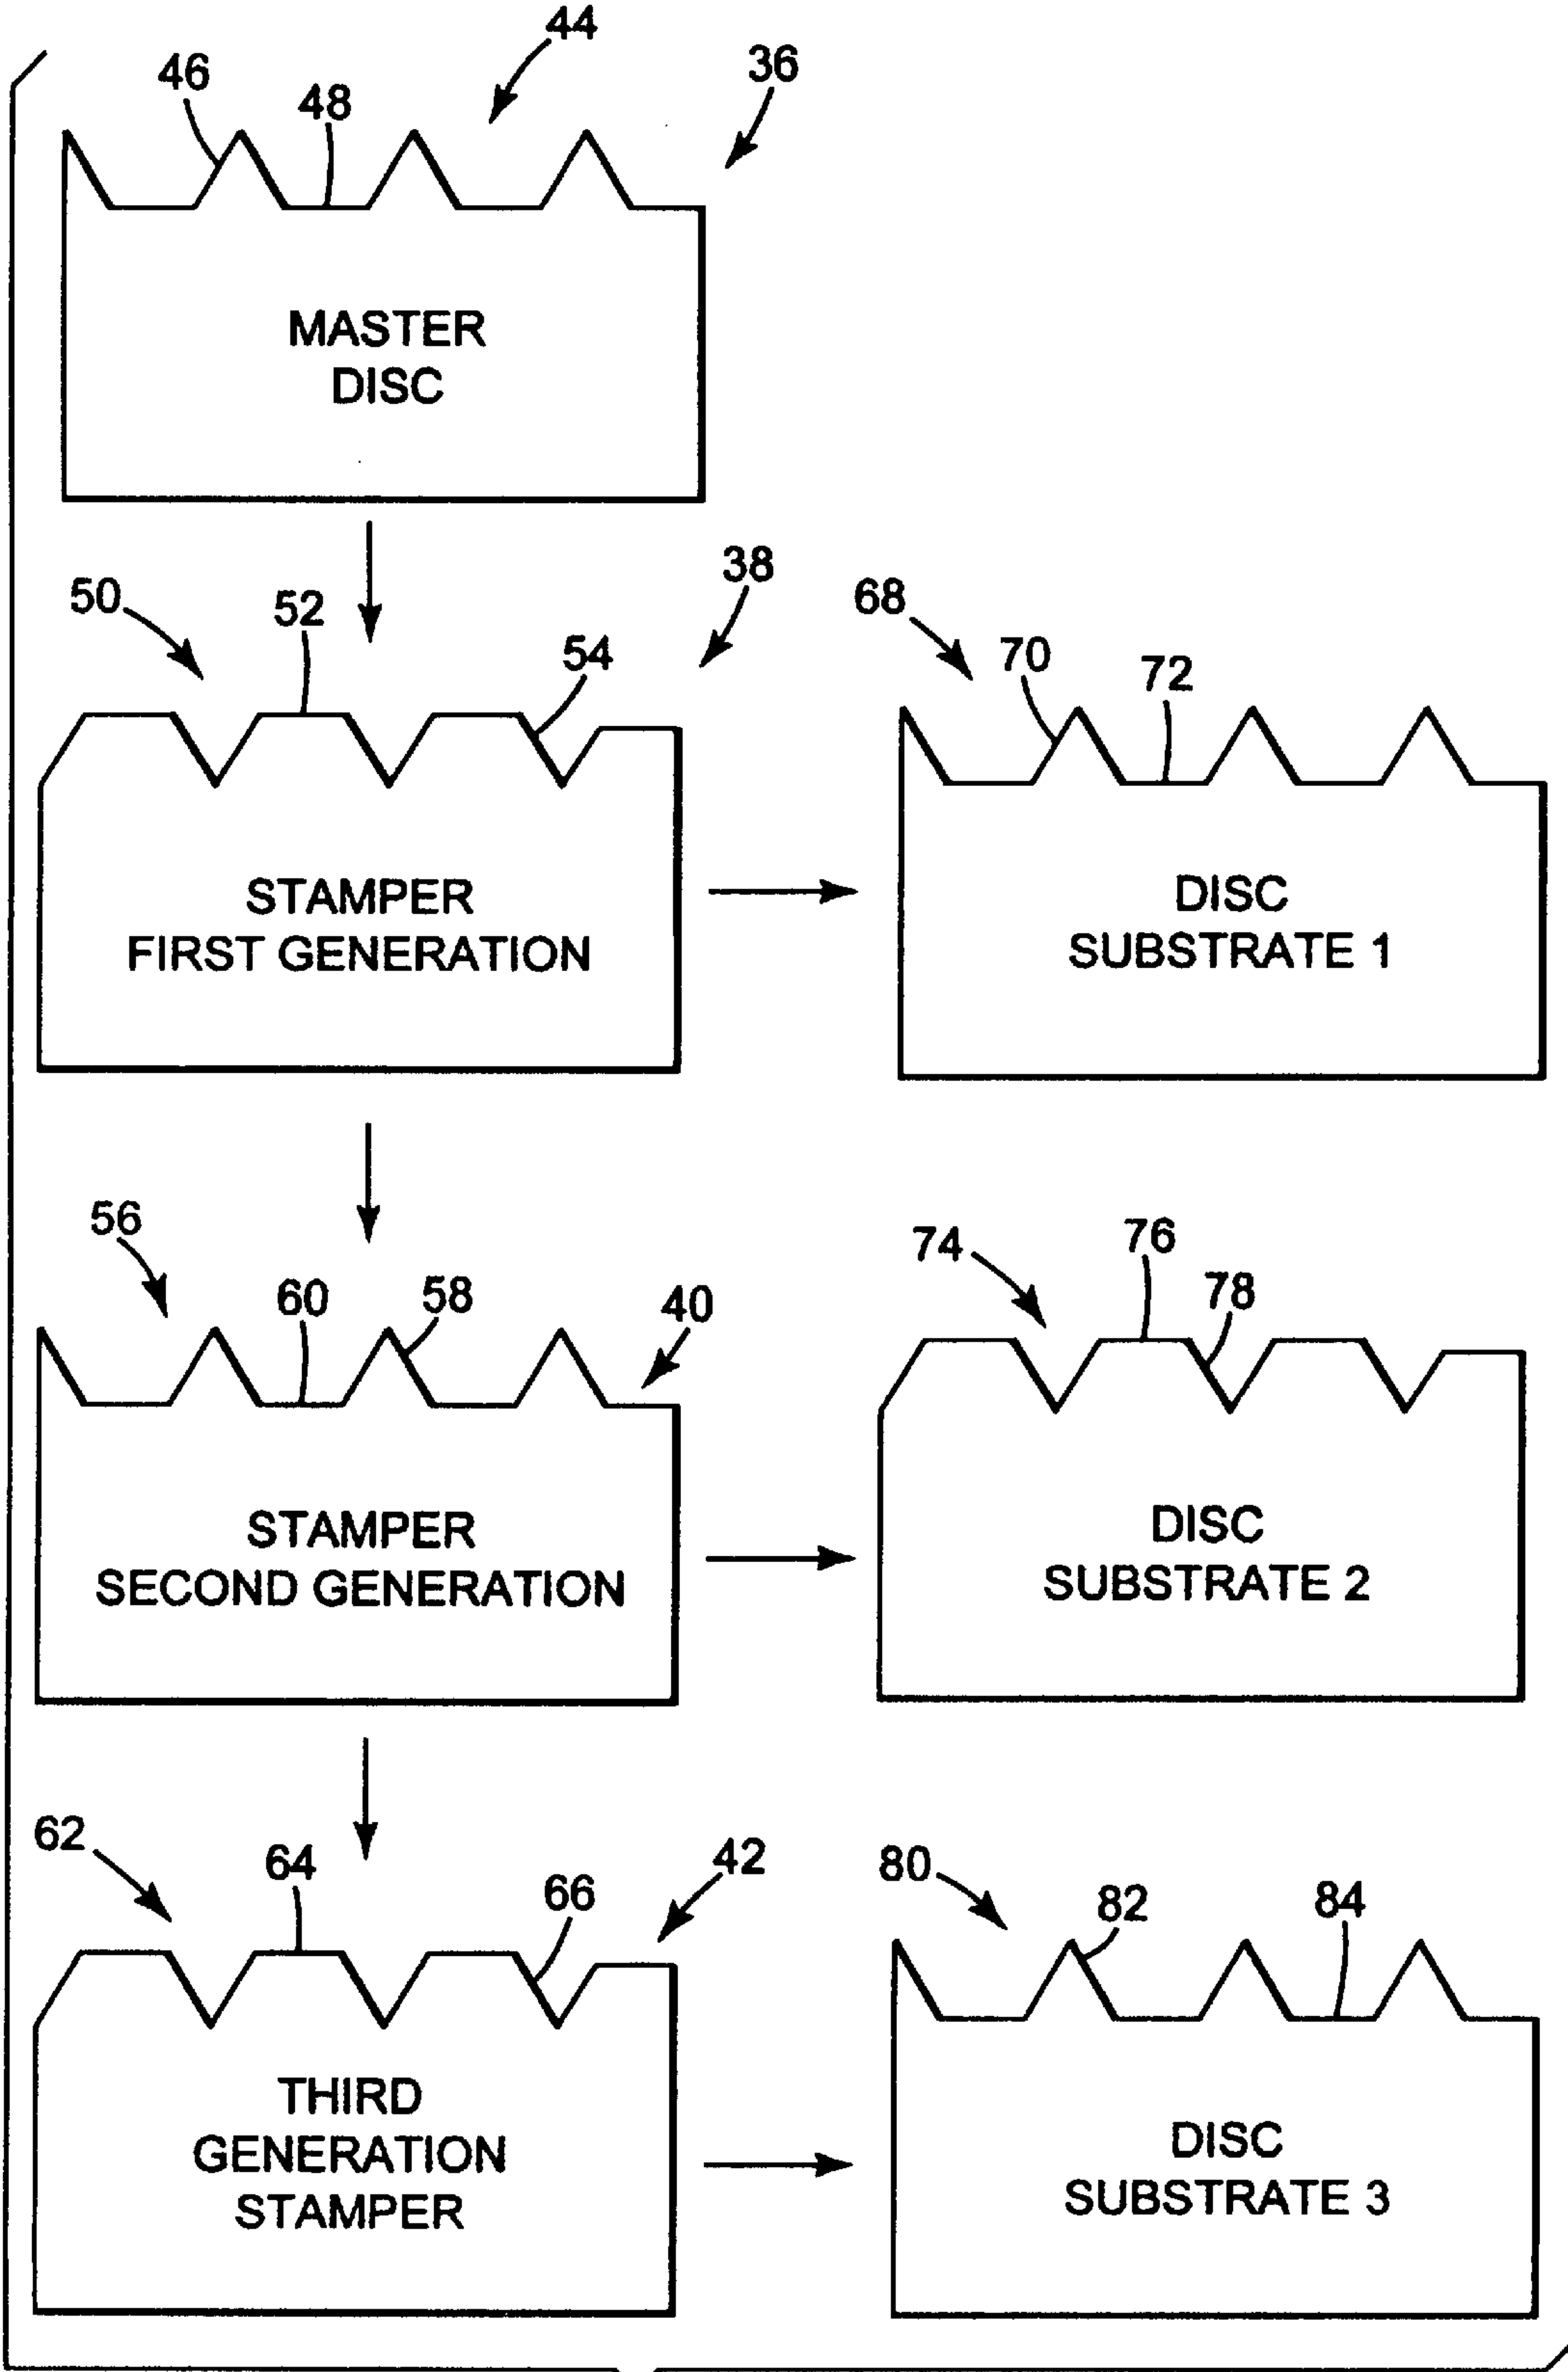 44
46
36
48
MASTER
DISC
38
50
52
68
54
70
72
STAMPER
FIRST GENERATION
DISC
SUBSTRATE 1
56
60
58
40
74
76
78
STAMPER
SECOND GENERATION
DISC
SUBSTRATE 2
62
64
66
42
80
82
84
THIRD
GENERATION
STAMPER
DISC
SUBSTRATE 3